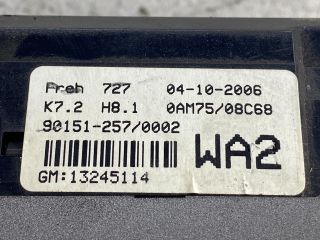 Preh 727 04-10-2006
K7.2 H8.1 0AM75/08C68
90151-257/0002
WA2
GM:13245114